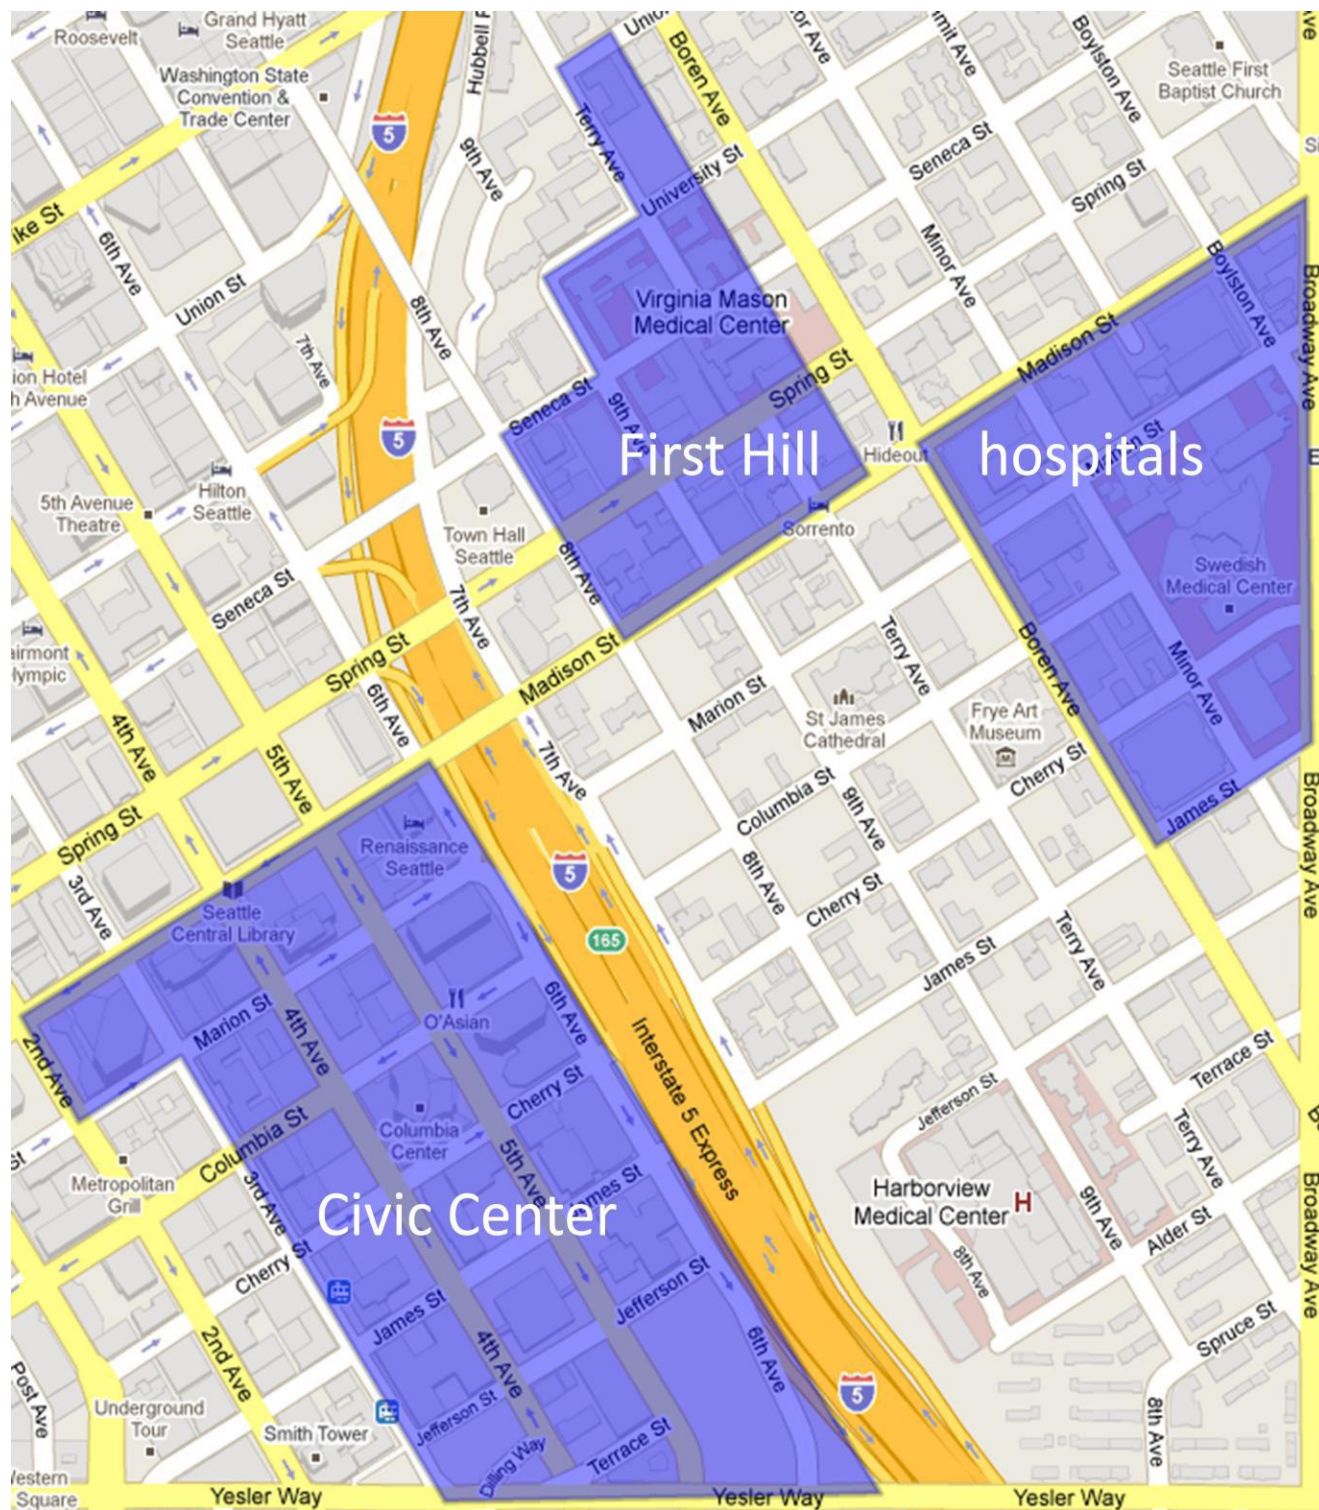 Roosevelt
Grand Hyatt
Seattle
Washington State
Convention &
Trade Center
Hubbell
Union
Boren Ave
Boylston Ave
Seattle First
Baptist Church
Terry Ave
9th Ave
5
University St
Seneca St
Spring St
6th Ave
Union St
8th Ave
7th Ave
Minor Ave
Boylston Ave
Broadway Ave
Virginia Mason
Medical Center
Madison St
Seneca St
9th Ave
Spring St
5
First Hill
Hideout
hospitals
Marion St
Hilton
Seattle
5th Avenue
Theatre
Town Hall
Seattle
Sorrento
8th Ave
7th Ave
Swedish
Medical Center
Seneca St
Spring St
Madison St
6th Ave
Terry Ave
Boren Ave
Minor Ave
Marion St
St James
Cathedral
Frye Art
Museum
4th Ave
5th Ave
7th Ave
Cherry St
Columbia St
9th Ave
James St
Broadway Ave
Spring St
3rd Ave
Renaissance
Seattle
5
8th Ave
Cherry St
Seattle
Central Library
165
Terry Ave
James St
Marion St
4th Ave
O'Asian
6th Ave
2nd Ave
Interstate 5 Express
Terrace St
Cherry St
Jefferson St
Columbia St
Columbia
Center
5th Ave
Terry Ave
Metropolitan
Grill
3rd Ave
James St
Harborview
Medical Center
H
9th Ave
Alder St
Broadway Ave
Civic Center
Cherry St
8th Ave
James St
Jefferson St
Spruce St
2nd Ave
4th Ave
6th Ave
Post Ave
5
8th Ave
Underground
Tour
Smith Tower
Jefferson St
Dilling Way
Terrace St
Square
Yesler Way
Yesler Way
Yesler Way